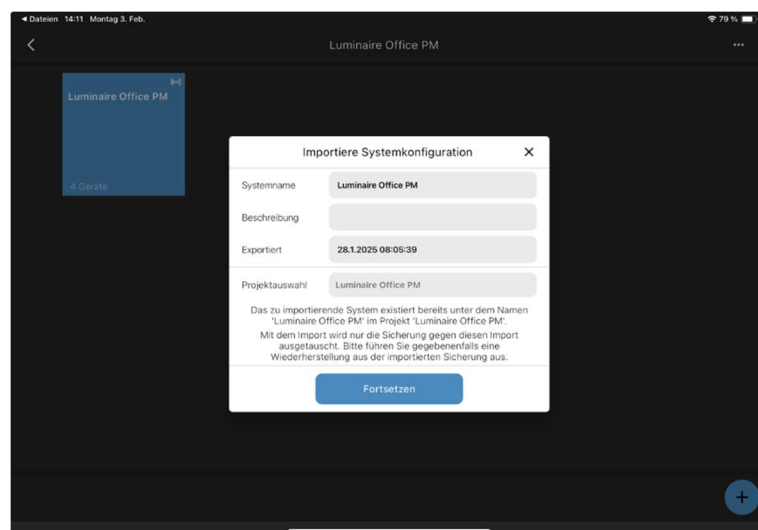 ◀ Dateien 14:11 Montag 3. Feb. 79 %
Luminaire Office PM
Luminaire Office PM
4 Geräte
Importiere Systemkonfiguration
Systemname Luminaire Office PM
Beschreibung
Exportiert 28.1.2025 08:05:39
Projektauswahl Luminaire Office PM
Das zu importierende System existiert bereits unter dem Namen
'Luminaire Office PM' im Projekt 'Luminaire Office PM'.
Mit dem Import wird nur die Sicherung gegen diesen Import
ausgetauscht. Bitte führen Sie gegebenenfalls eine
Wiederherstellung aus der importierten Sicherung aus.
Fortsetzen